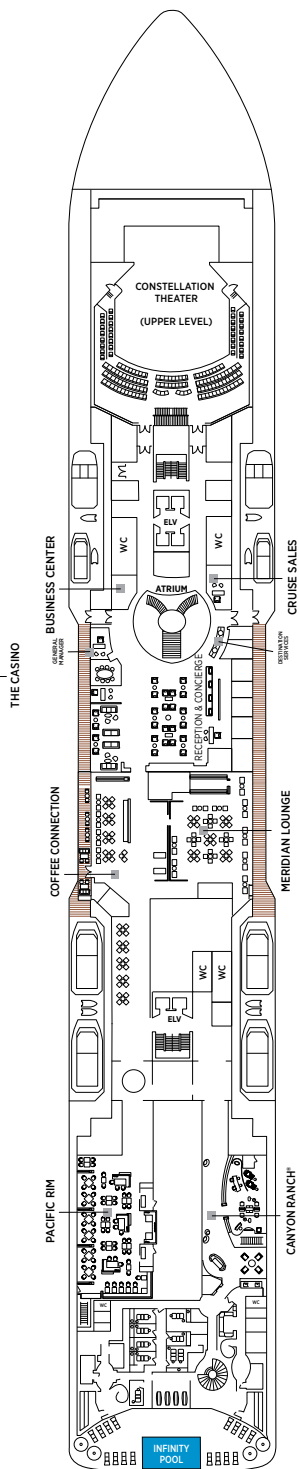 CONSTELLATION
THEATER
(UPPER LEVEL)
ELV
WC
WC
BUSINESS CENTER
ATRIUM
CRUISE SALES
GENERAL
MANAGER
THE CASINO
DESTINATION
SERVICES
RECEPTION & CONCIERGE
COFFEE CONNECTION
MERIDIAN LOUNGE
WC
WC
ELV
PACIFIC RIM
CANYON RANCH®
WC
WC
INFINITY
POOL